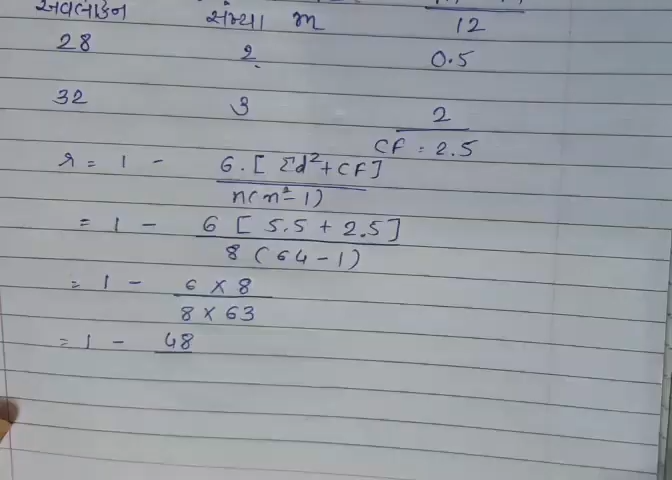 અવલોકન સંખ્યા m 12
28 2 0.5
32 3 2
CF = 2.5
r = 1 - 6.[Σd²+CF] / n(n²-1)
= 1 - 6 [5.5 + 2.5] / 8 (64-1)
= 1 - 6 × 8 / 8 × 63
= 1 - 48